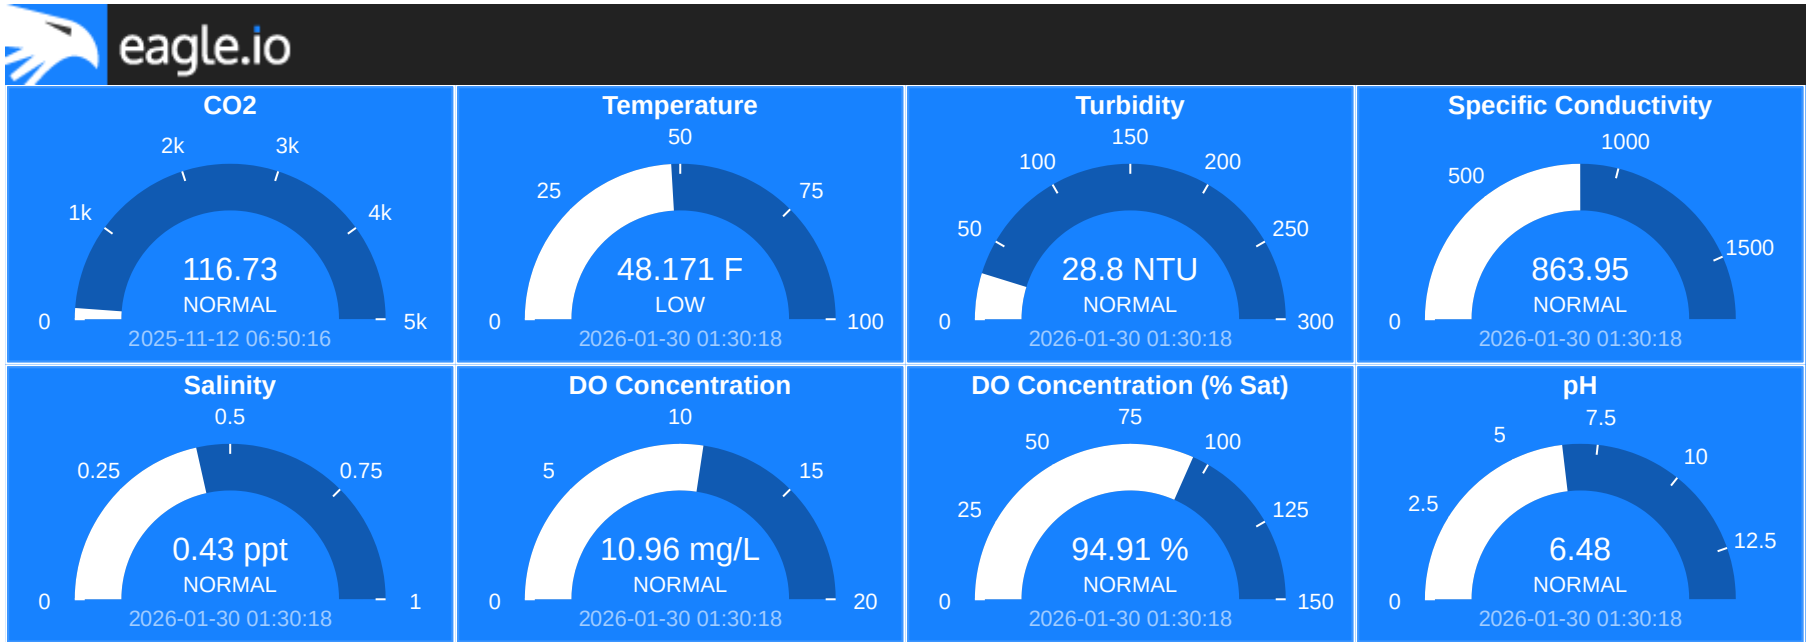 eagle.io
CO2
0
1k
2k
3k
4k
5k
116.73
NORMAL
2025-11-12 06:50:16
Temperature
0
25
50
75
100
48.171 F
LOW
2026-01-30 01:30:18
Turbidity
0
50
100
150
200
250
300
28.8 NTU
NORMAL
2026-01-30 01:30:18
Specific Conductivity
0
500
1000
1500
863.95
NORMAL
2026-01-30 01:30:18
Salinity
0
0.25
0.5
0.75
1
0.43 ppt
NORMAL
2026-01-30 01:30:18
DO Concentration
0
5
10
15
20
10.96 mg/L
NORMAL
2026-01-30 01:30:18
DO Concentration (% Sat)
0
25
50
75
100
125
150
94.91 %
NORMAL
2026-01-30 01:30:18
pH
0
2.5
5
7.5
10
12.5
6.48
NORMAL
2026-01-30 01:30:18